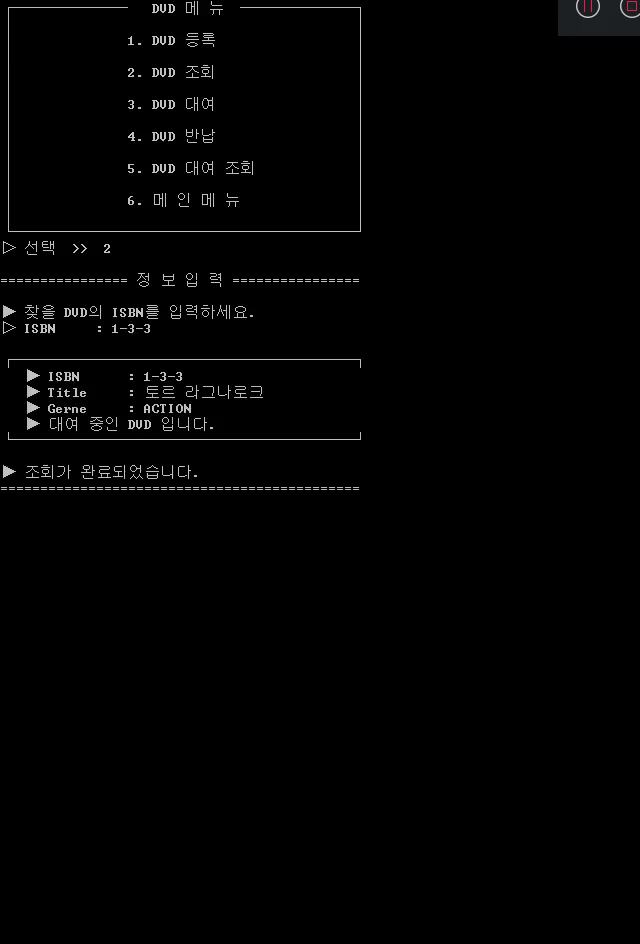 DVD 메 뉴
1. DVD 등록
2. DVD 조회
3. DVD 대여
4. DVD 반납
5. DVD 대여 조회
6. 메 인 메 뉴
▷ 선택 >> 2
================ 정 보 입 력 ================
▶ 찾을 DVD의 ISBN를 입력하세요.
▷ ISBN : 1-3-3
▶ ISBN : 1-3-3
▶ Title : 토르 라그나로크
▶ Gerne : ACTION
▶ 대여 중인 DVD 입니다.
▶ 조회가 완료되었습니다.
=============================================